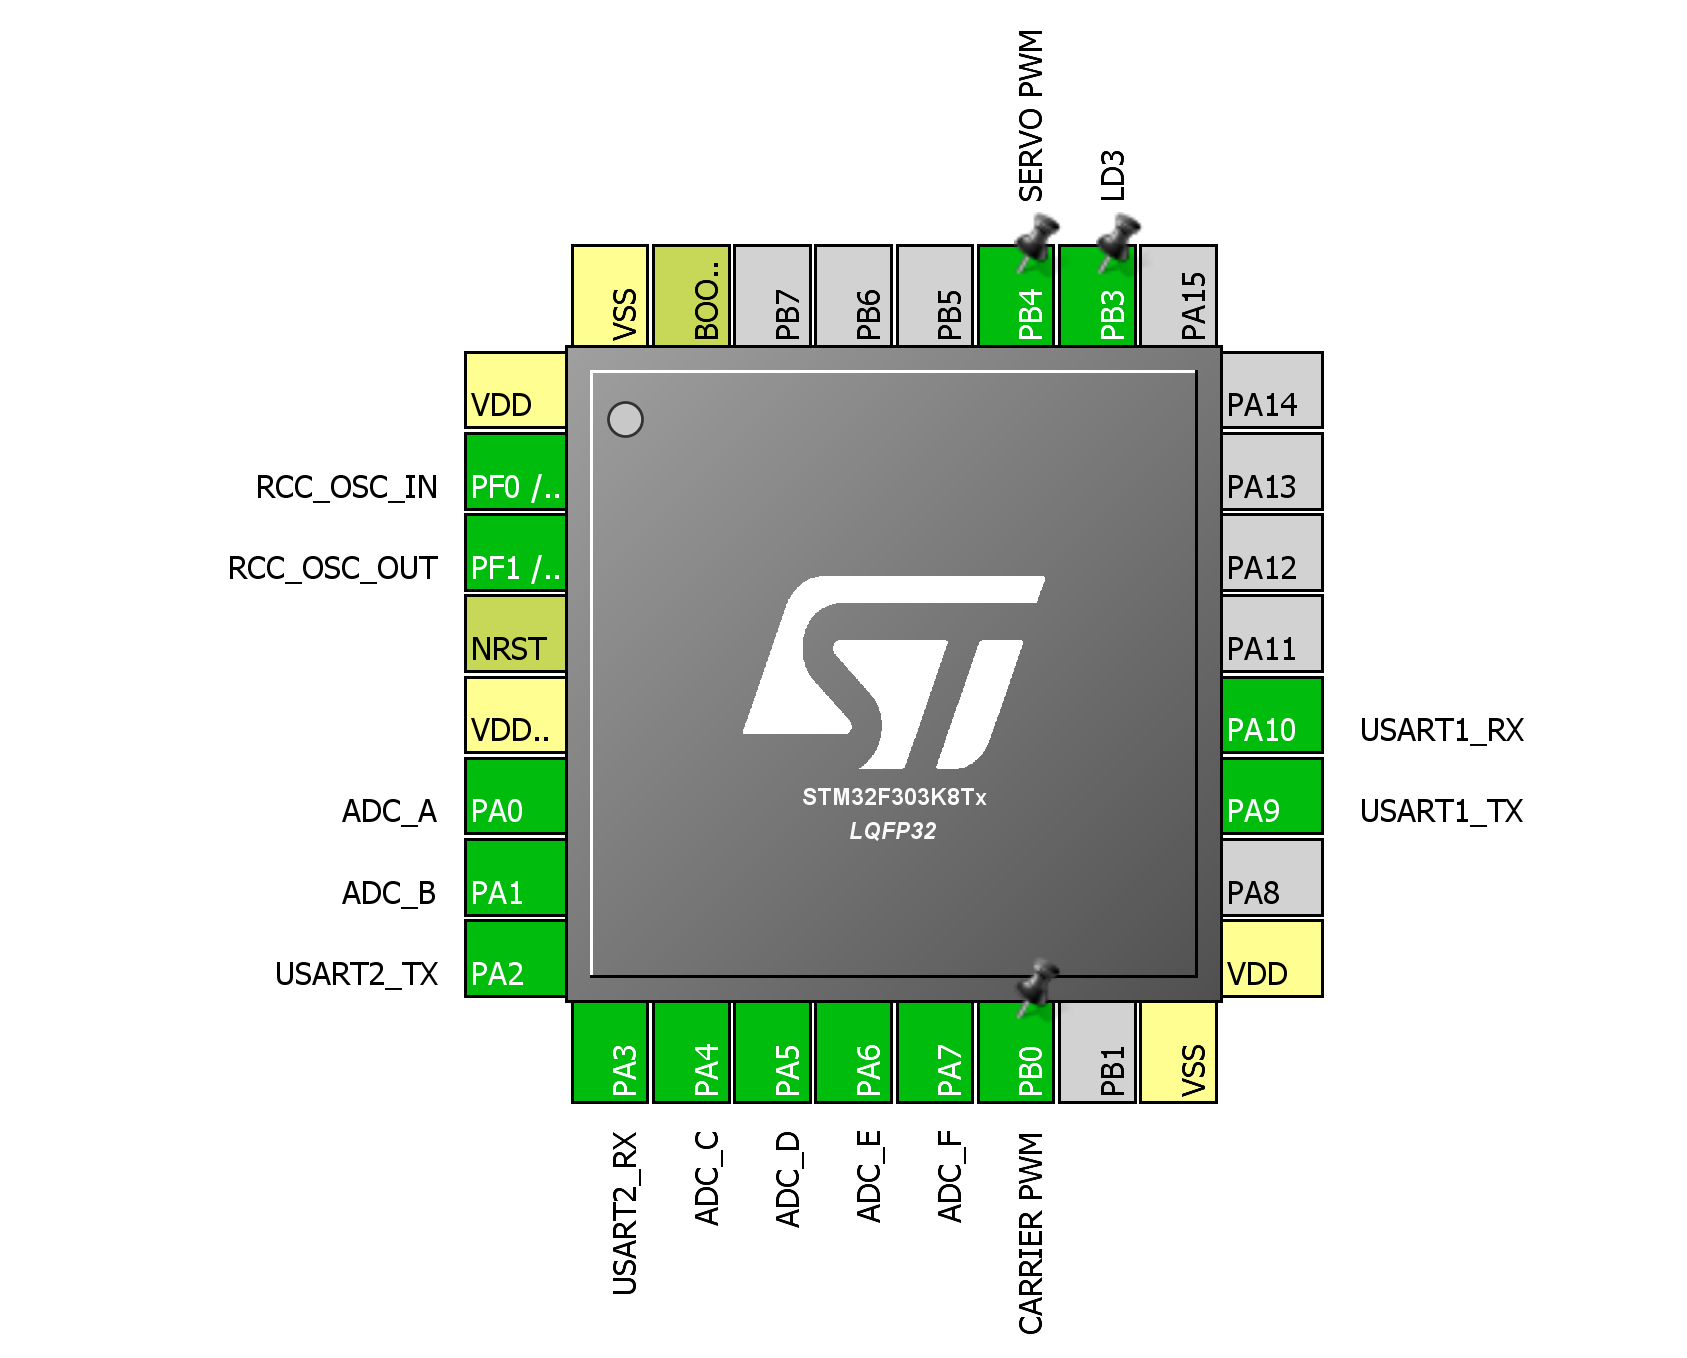 SERVO PWM
LD3
VSS
BOO..
PB7
PB6
PB5
PB4
PB3
PA15
VDD
RCC_OSC_IN
PF0 /..
RCC_OSC_OUT
PF1 /..
NRST
VDD..
ADC_A
PA0
ADC_B
PA1
USART2_TX
PA2
ST
STM32F303K8Tx
LQFP32
PA14
PA13
PA12
PA11
PA10
USART1_RX
PA9
USART1_TX
PA8
VDD
PA3
PA4
PA5
PA6
PA7
PB0
PB1
VSS
USART2_RX
ADC_C
ADC_D
ADC_E
ADC_F
CARRIER PWM